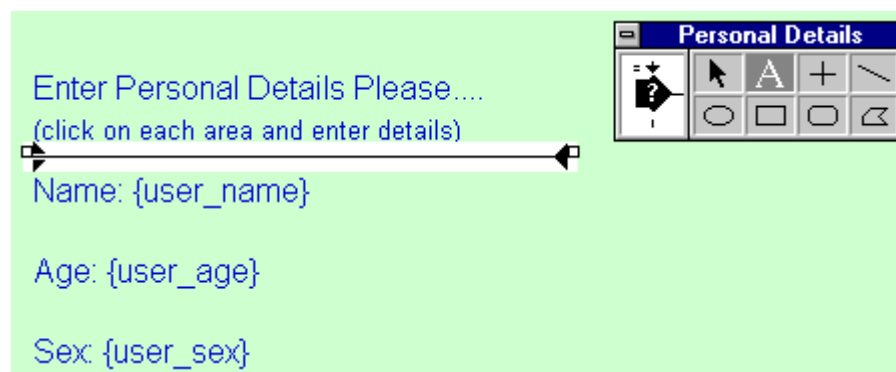 Personal Details
A
?
Enter Personal Details Please....
(click on each area and enter details)
Name: {user_name}
Age: {user_age}
Sex: {user_sex}